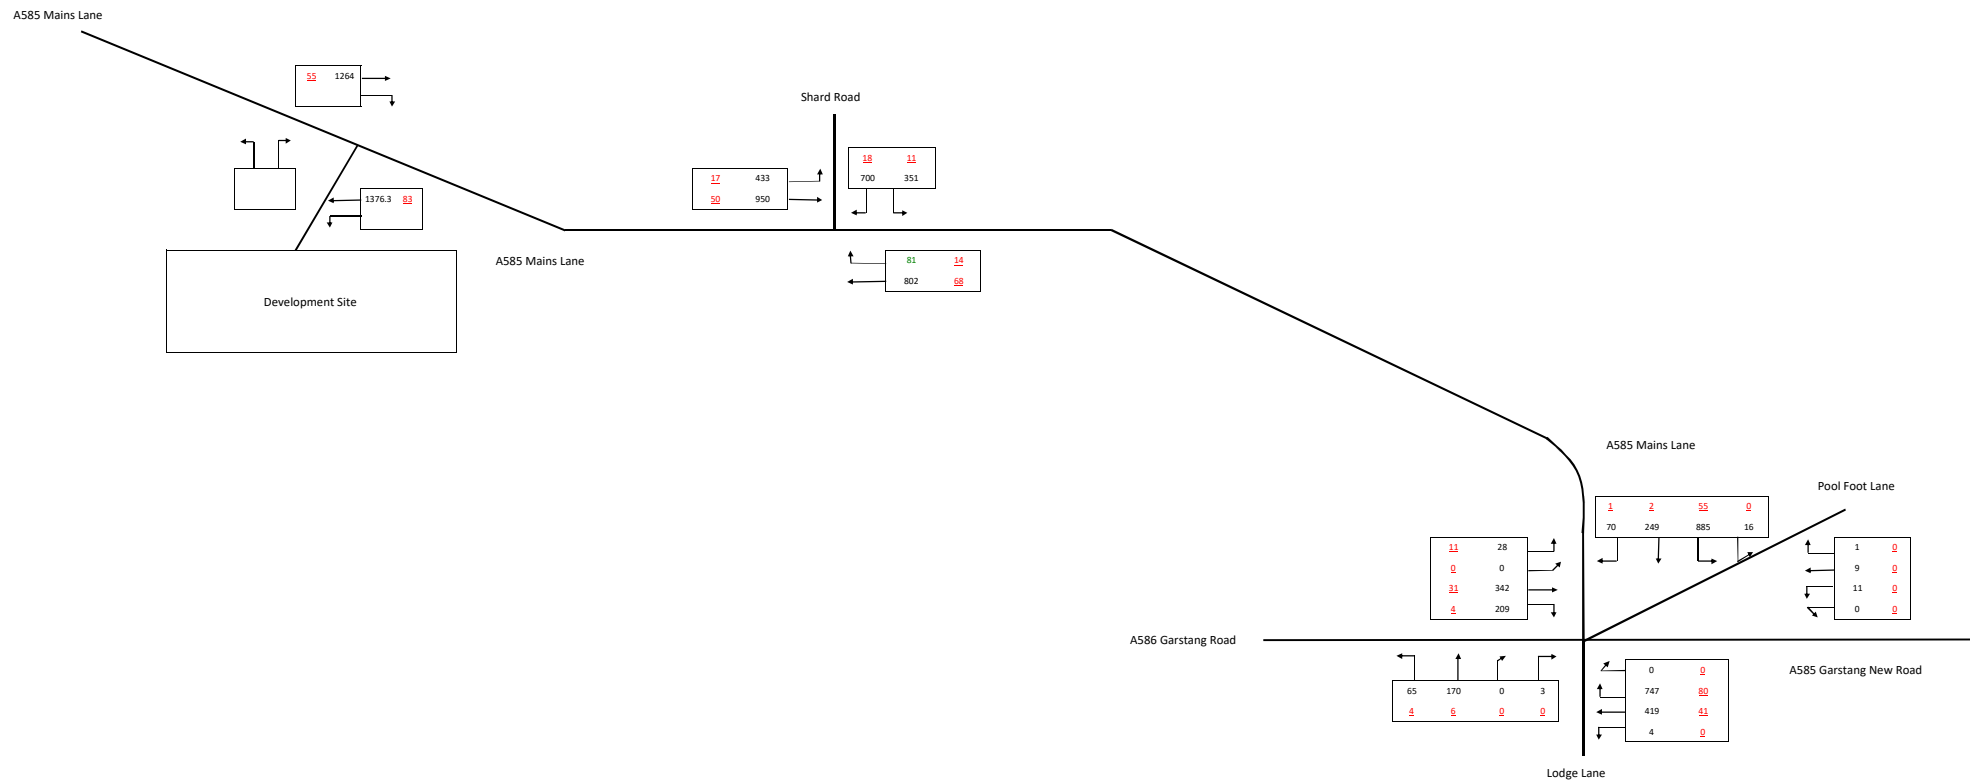 A585 Mains Lane
55 1264
Shard Road
18 11
700 351
17 433
50 950
1376.3 83
A585 Mains Lane
81 14
802 68
Development Site
A585 Mains Lane
Pool Foot Lane
1 2 55 0
70 249 885 16
11 28
0 0
31 342
4 209
1 0
9 0
11 0
0 0
A586 Garstang Road
A585 Garstang New Road
65 170 0 3
4 6 0 0
0 0
747 80
419 41
4 0
Lodge Lane